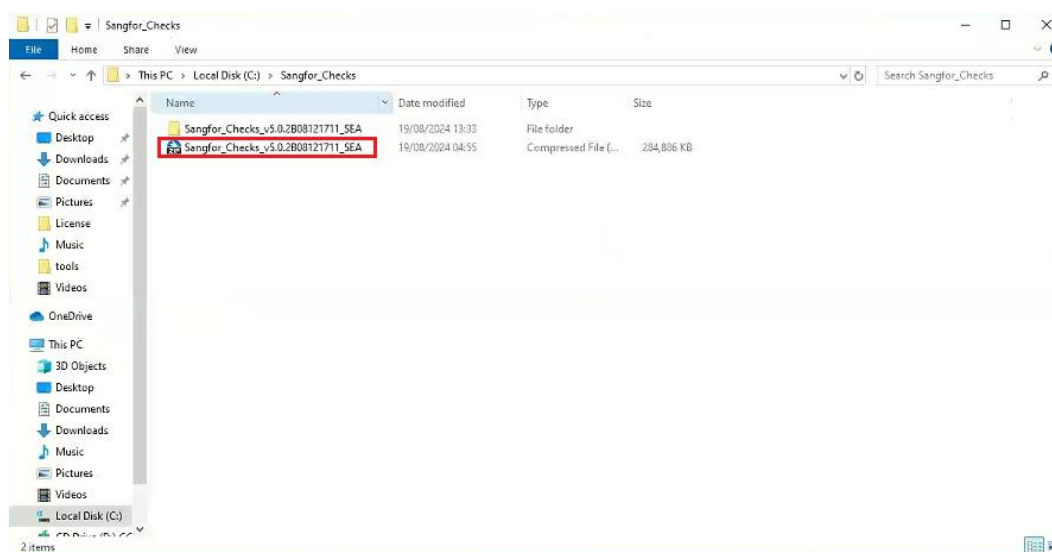 Sangfor_Checks
File Home Share View
This PC > Local Disk (C:) > Sangfor_Checks
Search Sangfor_Checks
Name Date modified Type Size
Sangfor_Checks_v5.0.2B08121711_SEA 19/08/2024 13:33 File folder
Sangfor_Checks_v5.0.2B08121711_SEA 19/08/2024 04:55 Compressed File (... 284,886 KB
Quick access
Desktop
Downloads
Documents
Pictures
License
Music
tools
Videos
OneDrive
This PC
3D Objects
Desktop
Documents
Downloads
Music
Pictures
Videos
Local Disk (C:)
2 items